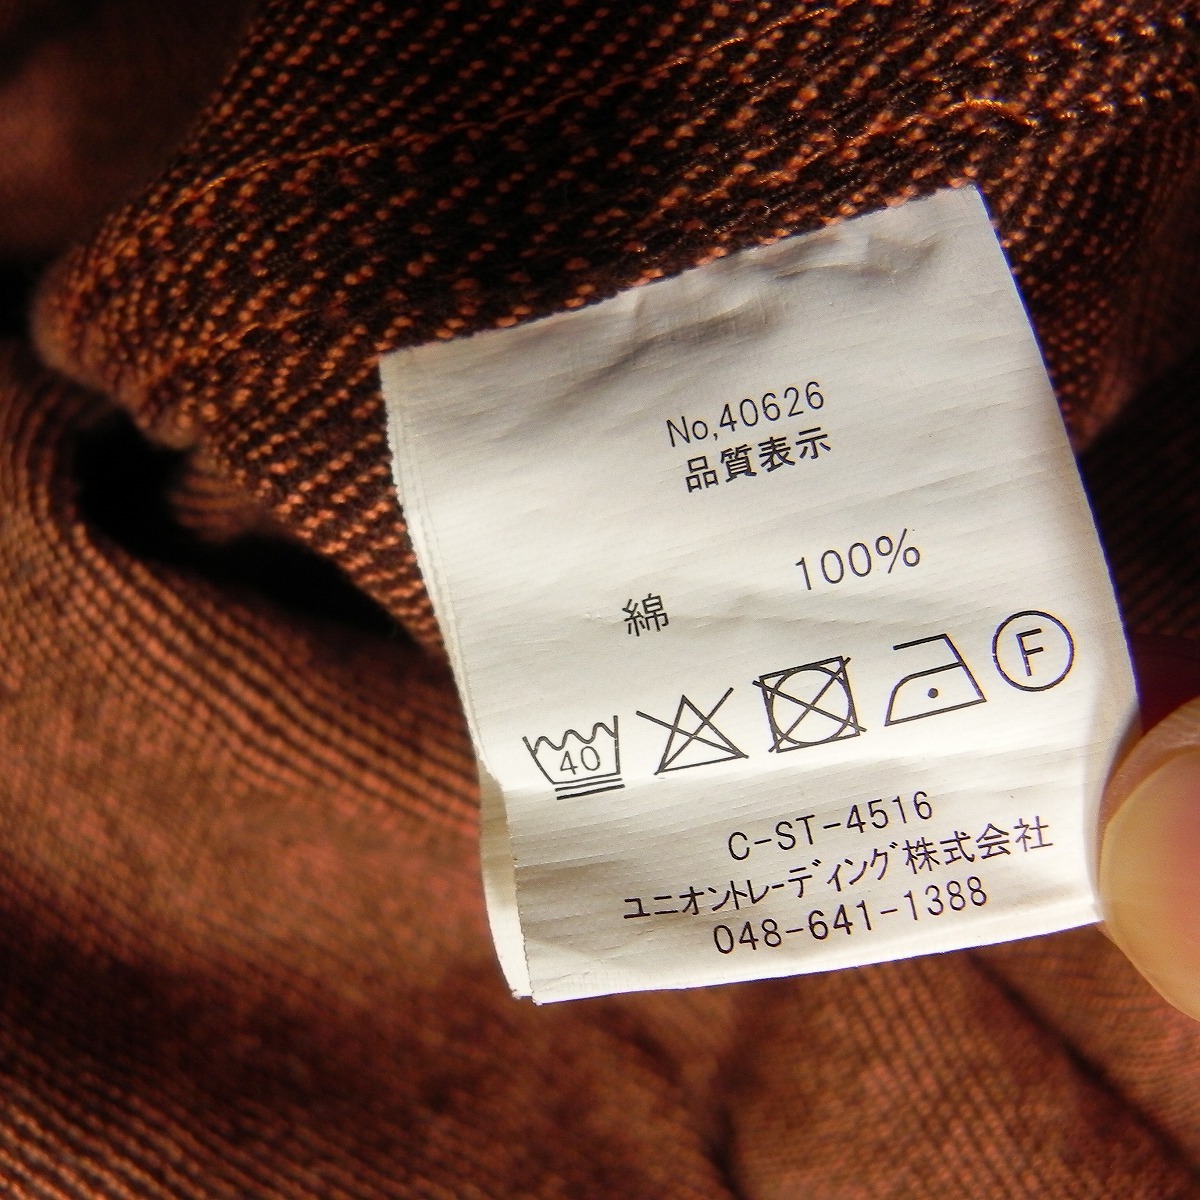 No,40626
品質表示
綿 100%
40 F
C-ST-4516
ユニオントレーディング株式会社
048-641-1388